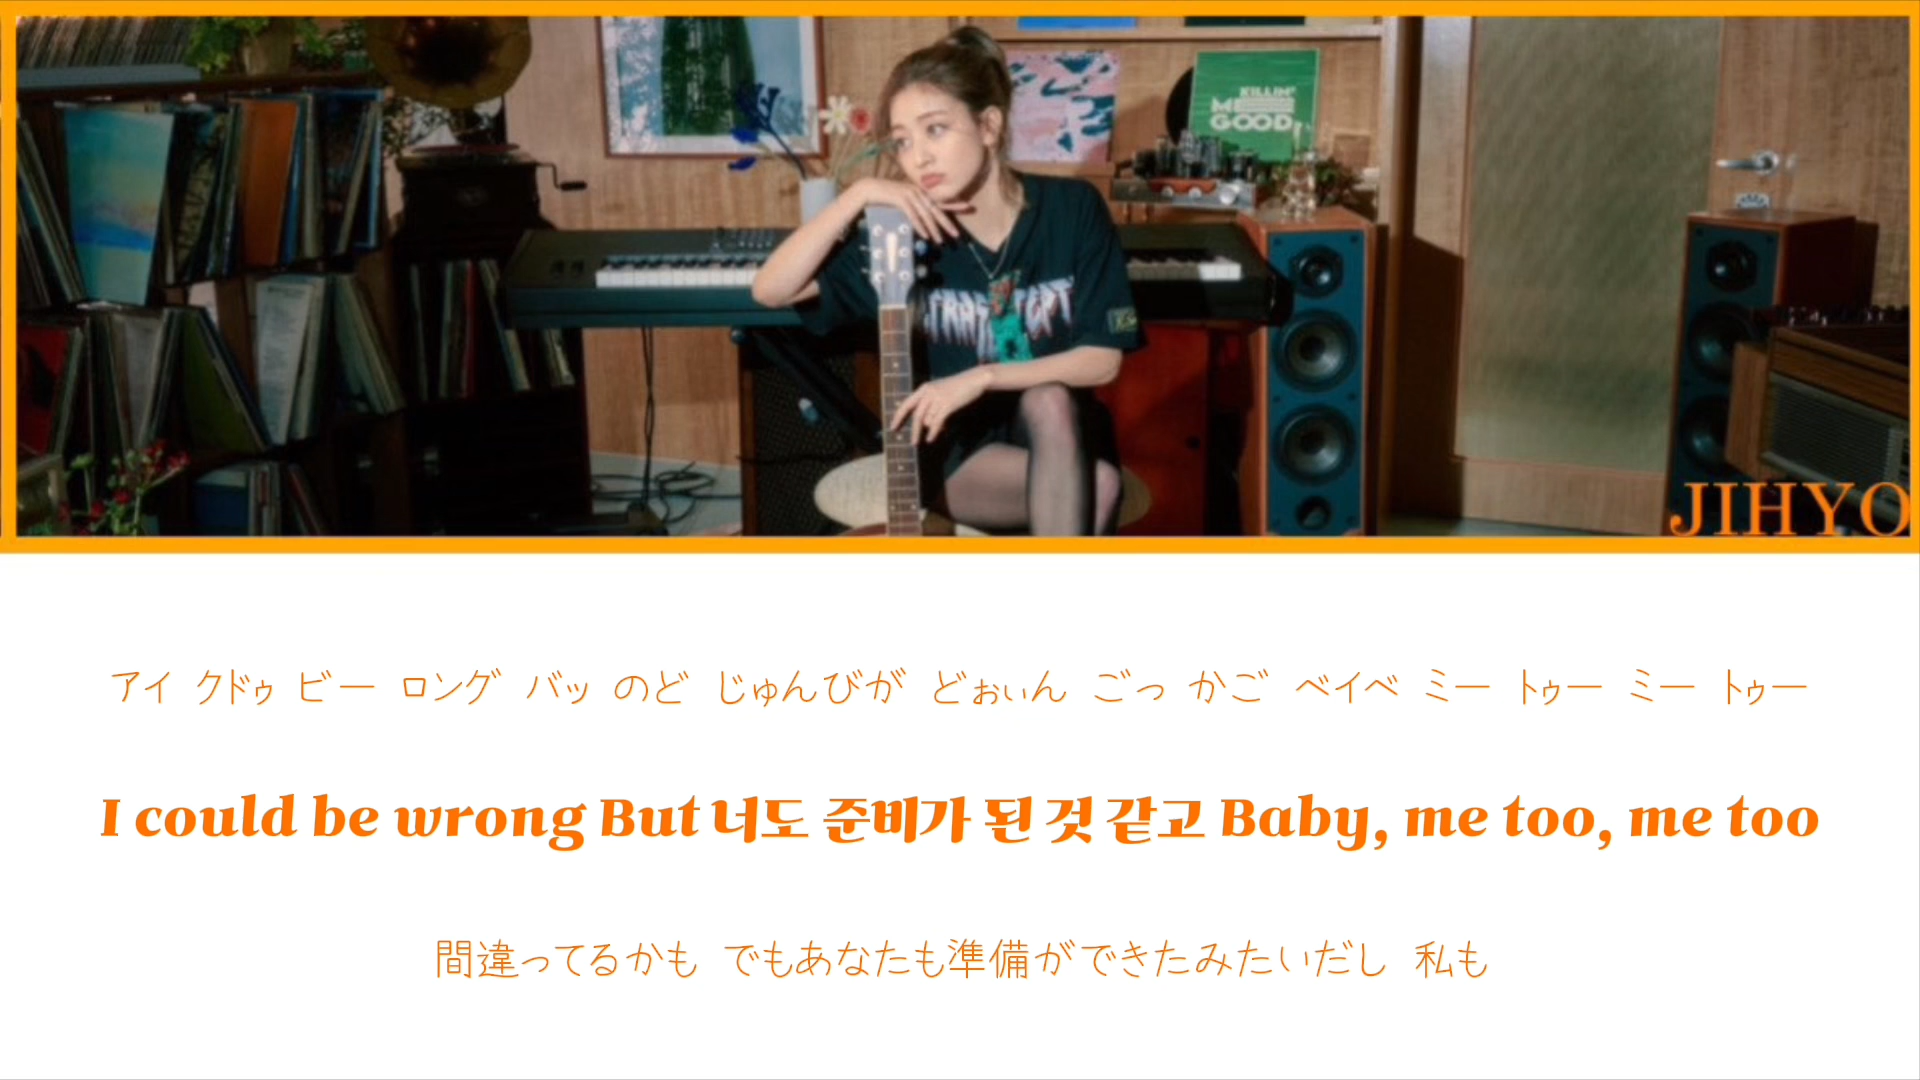 KILLIN'
ME
GOOD
JIHYO
アイ クドゥ ビー ロング バッ のど じゅんびが どぉぃん ごっ かご ベイベ ミー トゥー ミー トゥー
I could be wrong But 너도 준비가 된 것 같고 Baby, me too, me too
間違ってるかも でもあなたも準備ができたみたいだし 私も